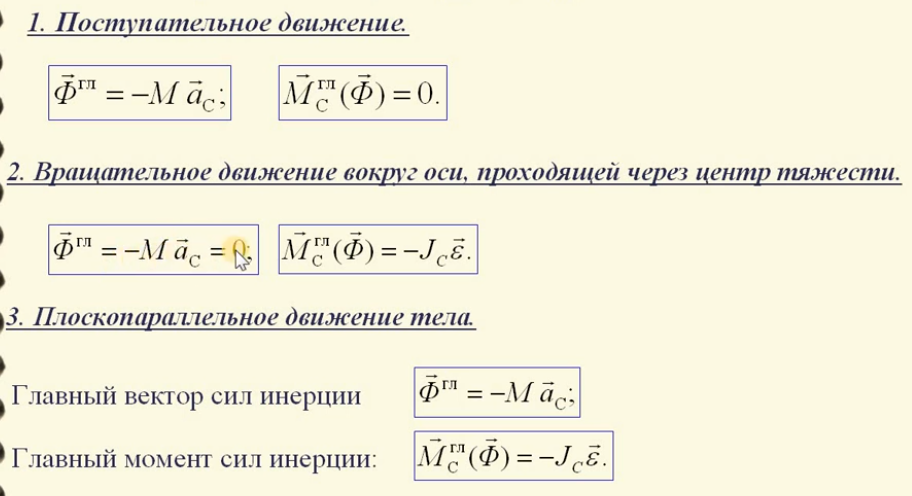 1. Поступательное движение.
$\vec{\Phi}^{\text{гл}} = -M\,\vec{a}_{\text{C}};$ $\vec{M}_{\text{C}}^{\text{гл}}(\vec{\Phi}) = 0.$
2. Вращательное движение вокруг оси, проходящей через центр тяжести.
$\vec{\Phi}^{\text{гл}} = -M\,\vec{a}_{\text{C}} = 0;$ $\vec{M}_{\text{C}}^{\text{гл}}(\vec{\Phi}) = -J_{C}\vec{\varepsilon}.$
3. Плоскопараллельное движение тела.
Главный вектор сил инерции $\vec{\Phi}^{\text{гл}} = -M\,\vec{a}_{\text{C}};$
Главный момент сил инерции: $\vec{M}_{\text{C}}^{\text{гл}}(\vec{\Phi}) = -J_{C}\vec{\varepsilon}.$